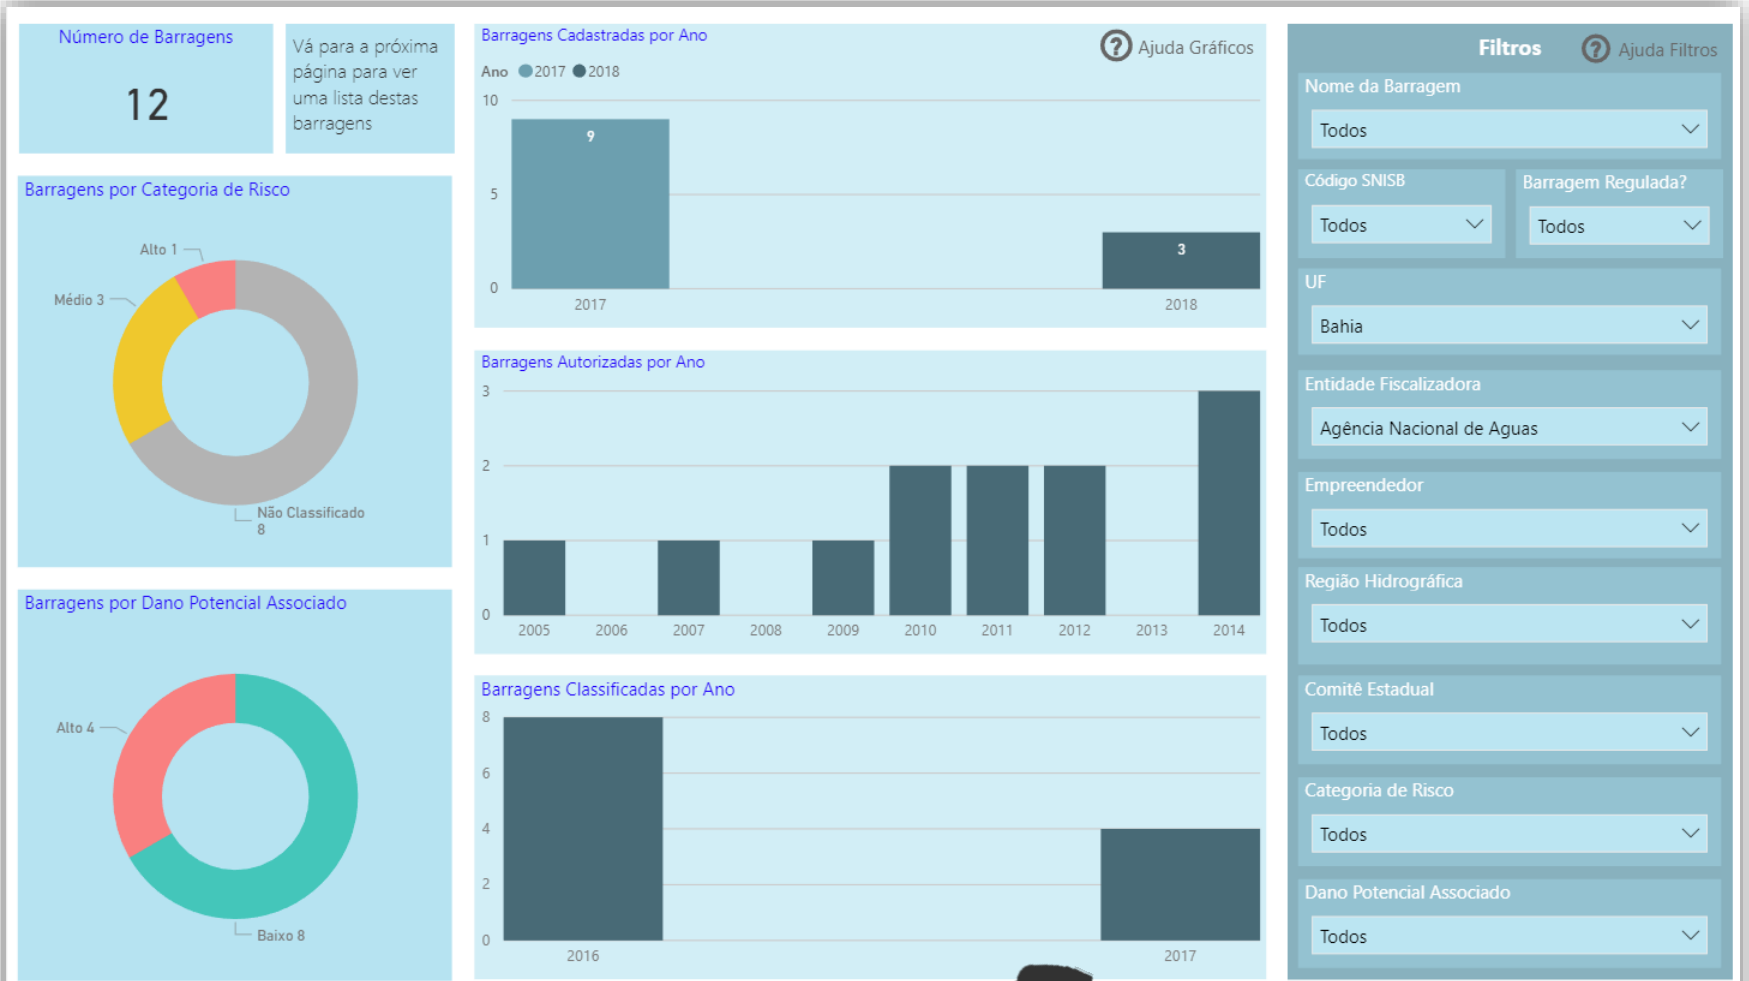 Número de Barragens
12
Vá para a próxima
página para ver
uma lista destas
barragens
Barragens por Categoria de Risco
Alto 1
Médio 3
Não Classificado
8
Barragens por Dano Potencial Associado
Alto 4
Baixo 8
Barragens Cadastradas por Ano
Ajuda Gráficos
Ano 2017 2018
10
9
5
3
0
2017 2018
Barragens Autorizadas por Ano
3
2
1
0
2005 2006 2007 2008 2009 2010 2011 2012 2013 2014
Barragens Classificadas por Ano
8
6
4
2
0
2016 2017
Filtros
? Ajuda Filtros
Nome da Barragem
Todos
Código SNISB
Todos
Barragem Regulada?
Todos
UF
Bahia
Entidade Fiscalizadora
Agência Nacional de Aguas
Empreendedor
Todos
Região Hidrográfica
Todos
Comitê Estadual
Todos
Categoria de Risco
Todos
Dano Potencial Associado
Todos